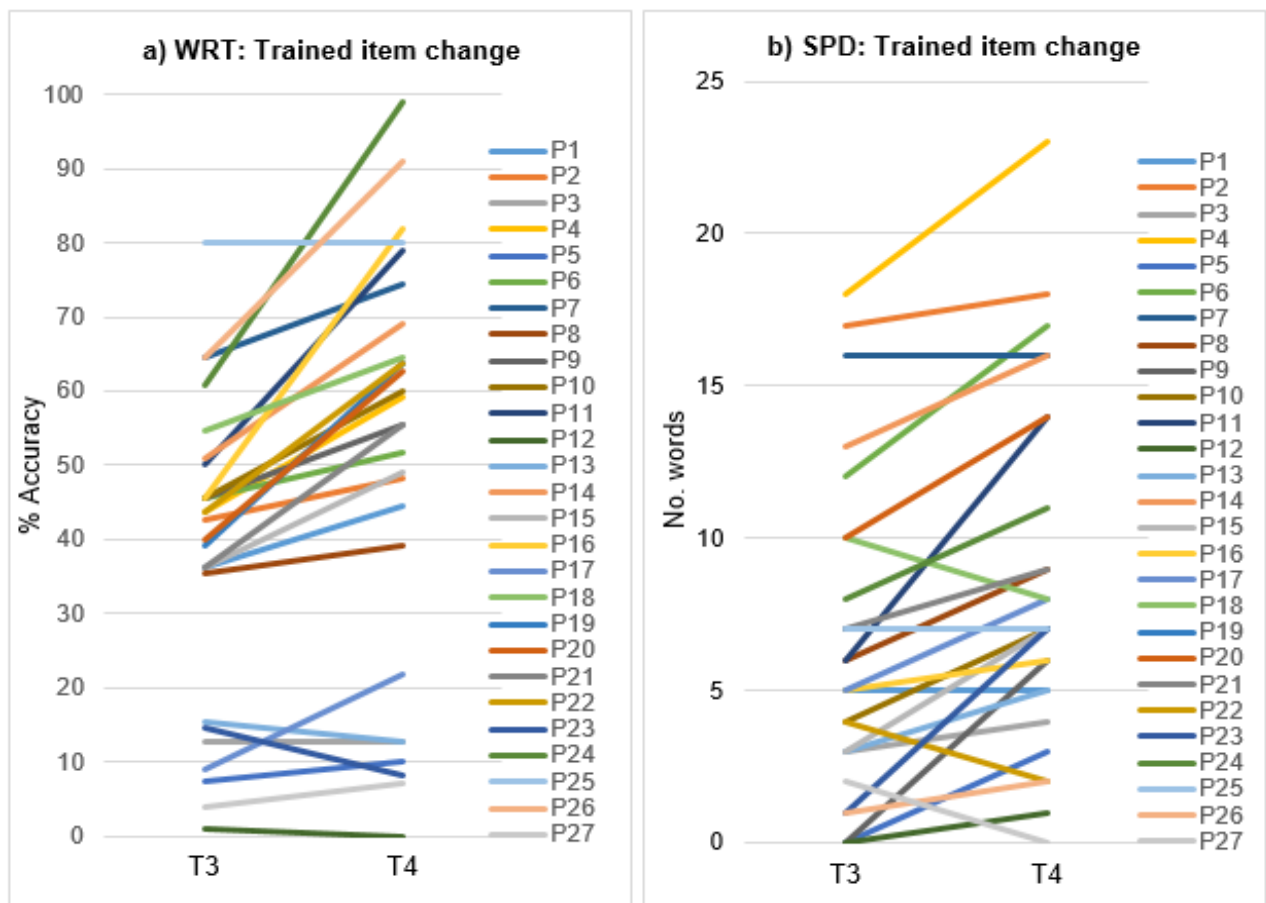 a) WRT: Trained item change
100
90
80
70
60
50
40
30
20
10
0
% Accuracy
T3
T4
P1
P2
P3
P4
P5
P6
P7
P8
P9
P10
P11
P12
P13
P14
P15
P16
P17
P18
P19
P20
P21
P22
P23
P24
P25
P26
P27
b) SPD: Trained item change
25
20
15
10
5
0
No. words
T3
T4
P1
P2
P3
P4
P5
P6
P7
P8
P9
P10
P11
P12
P13
P14
P15
P16
P17
P18
P19
P20
P21
P22
P23
P24
P25
P26
P27